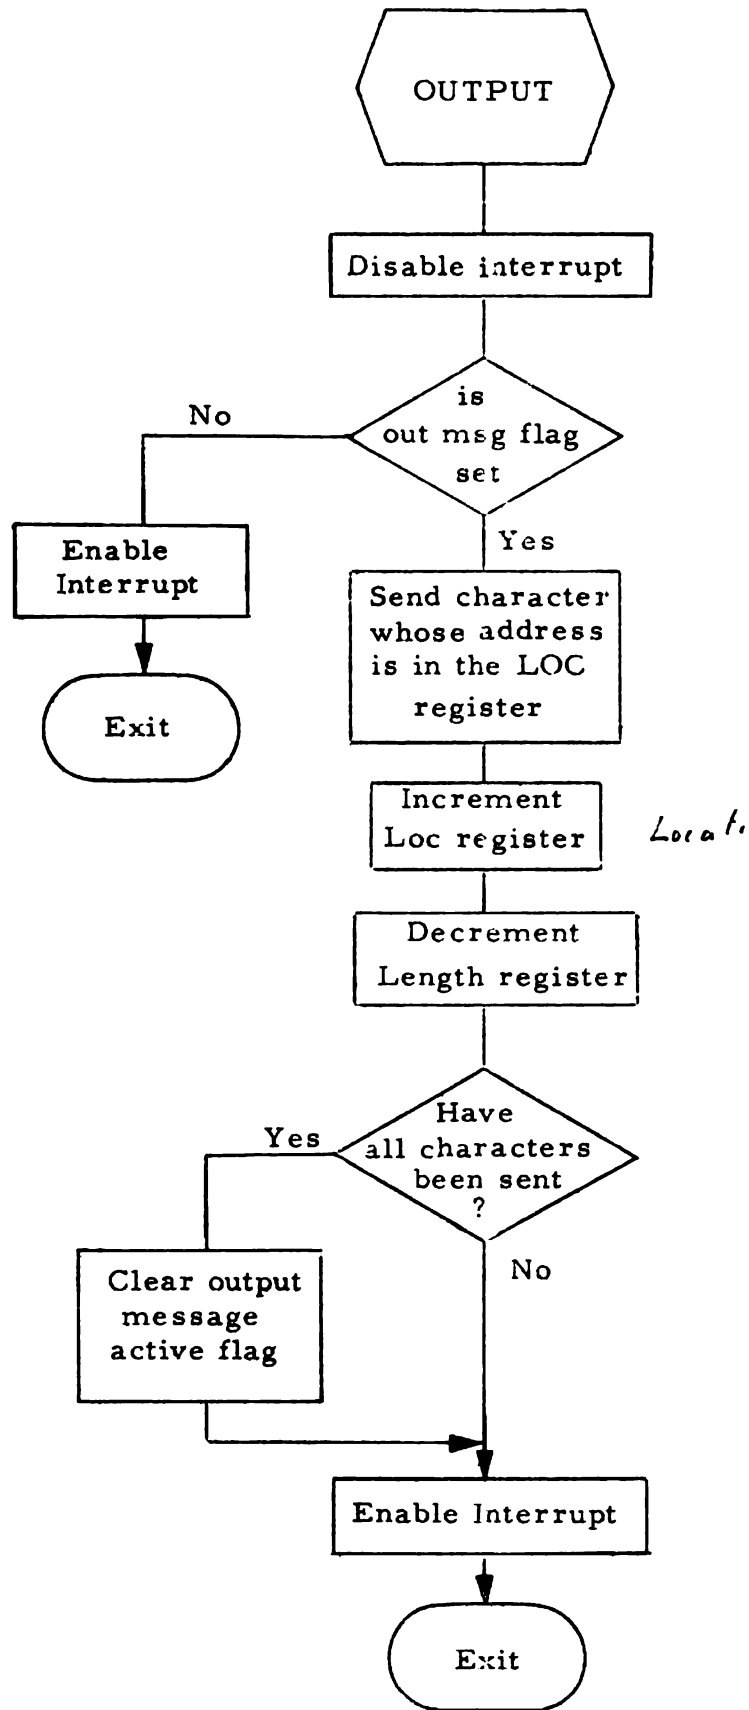 OUTPUT
Disable interrupt
is
out msg flag
set
No
Yes
Enable
Interrupt
Exit
Send character
whose address
is in the LOC
register
Increment
Loc register
Decrement
Length register
Have
all characters
been sent
?
Yes
No
Clear output
message
active flag
Enable Interrupt
Exit